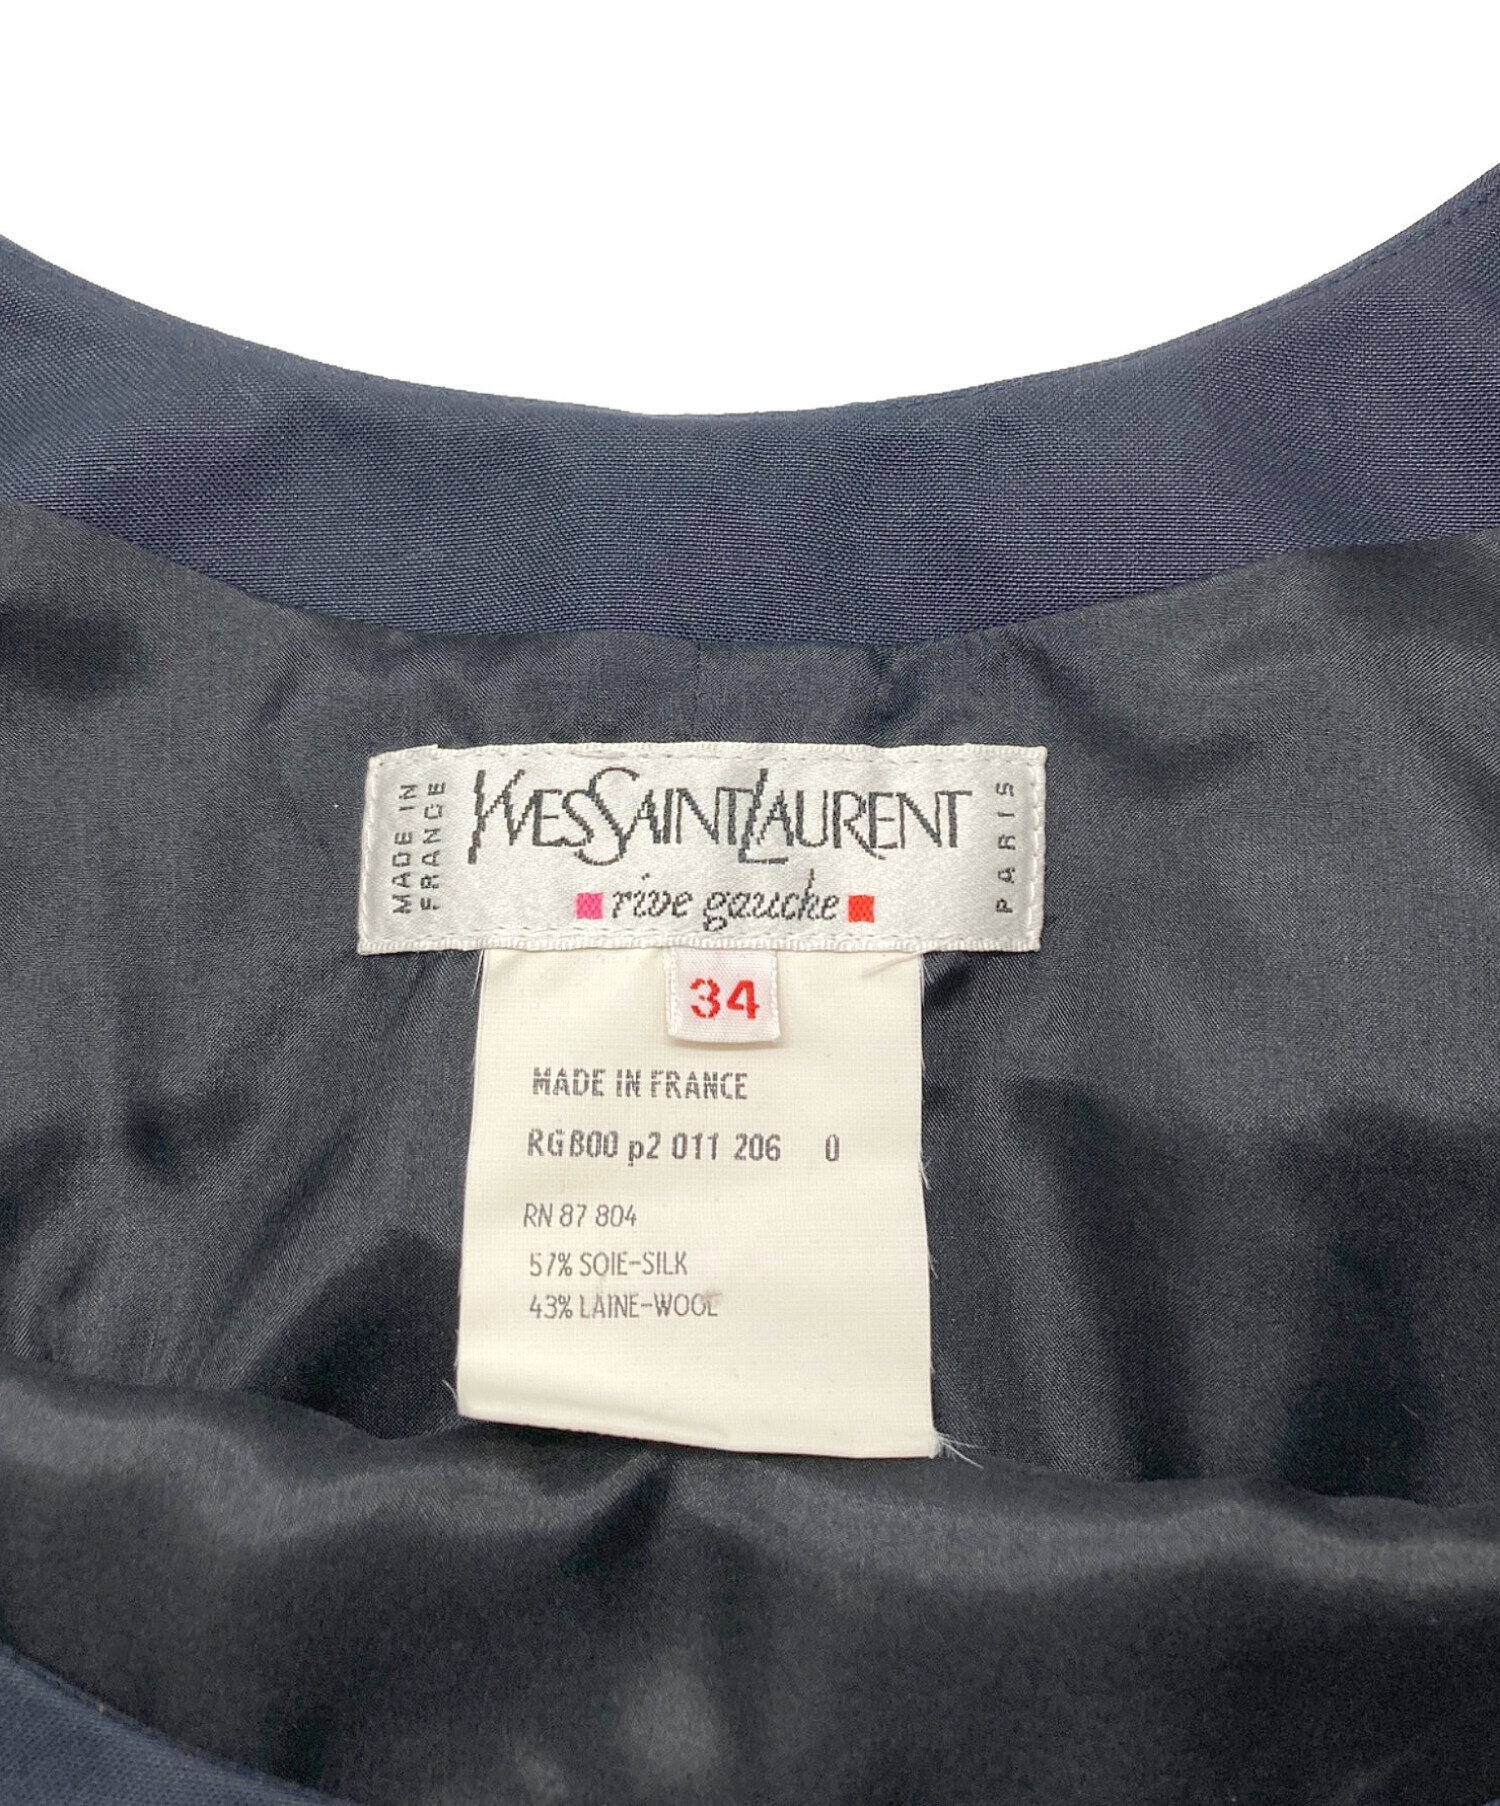 MADE IN
FRANCE
YVESSAINTLAURENT
PARIS
rive gauche
34
MADE IN FRANCE
RGB00 p2 011 206 0
RN 87 804
57% SOIE-SILK
43% LAINE-WOOL